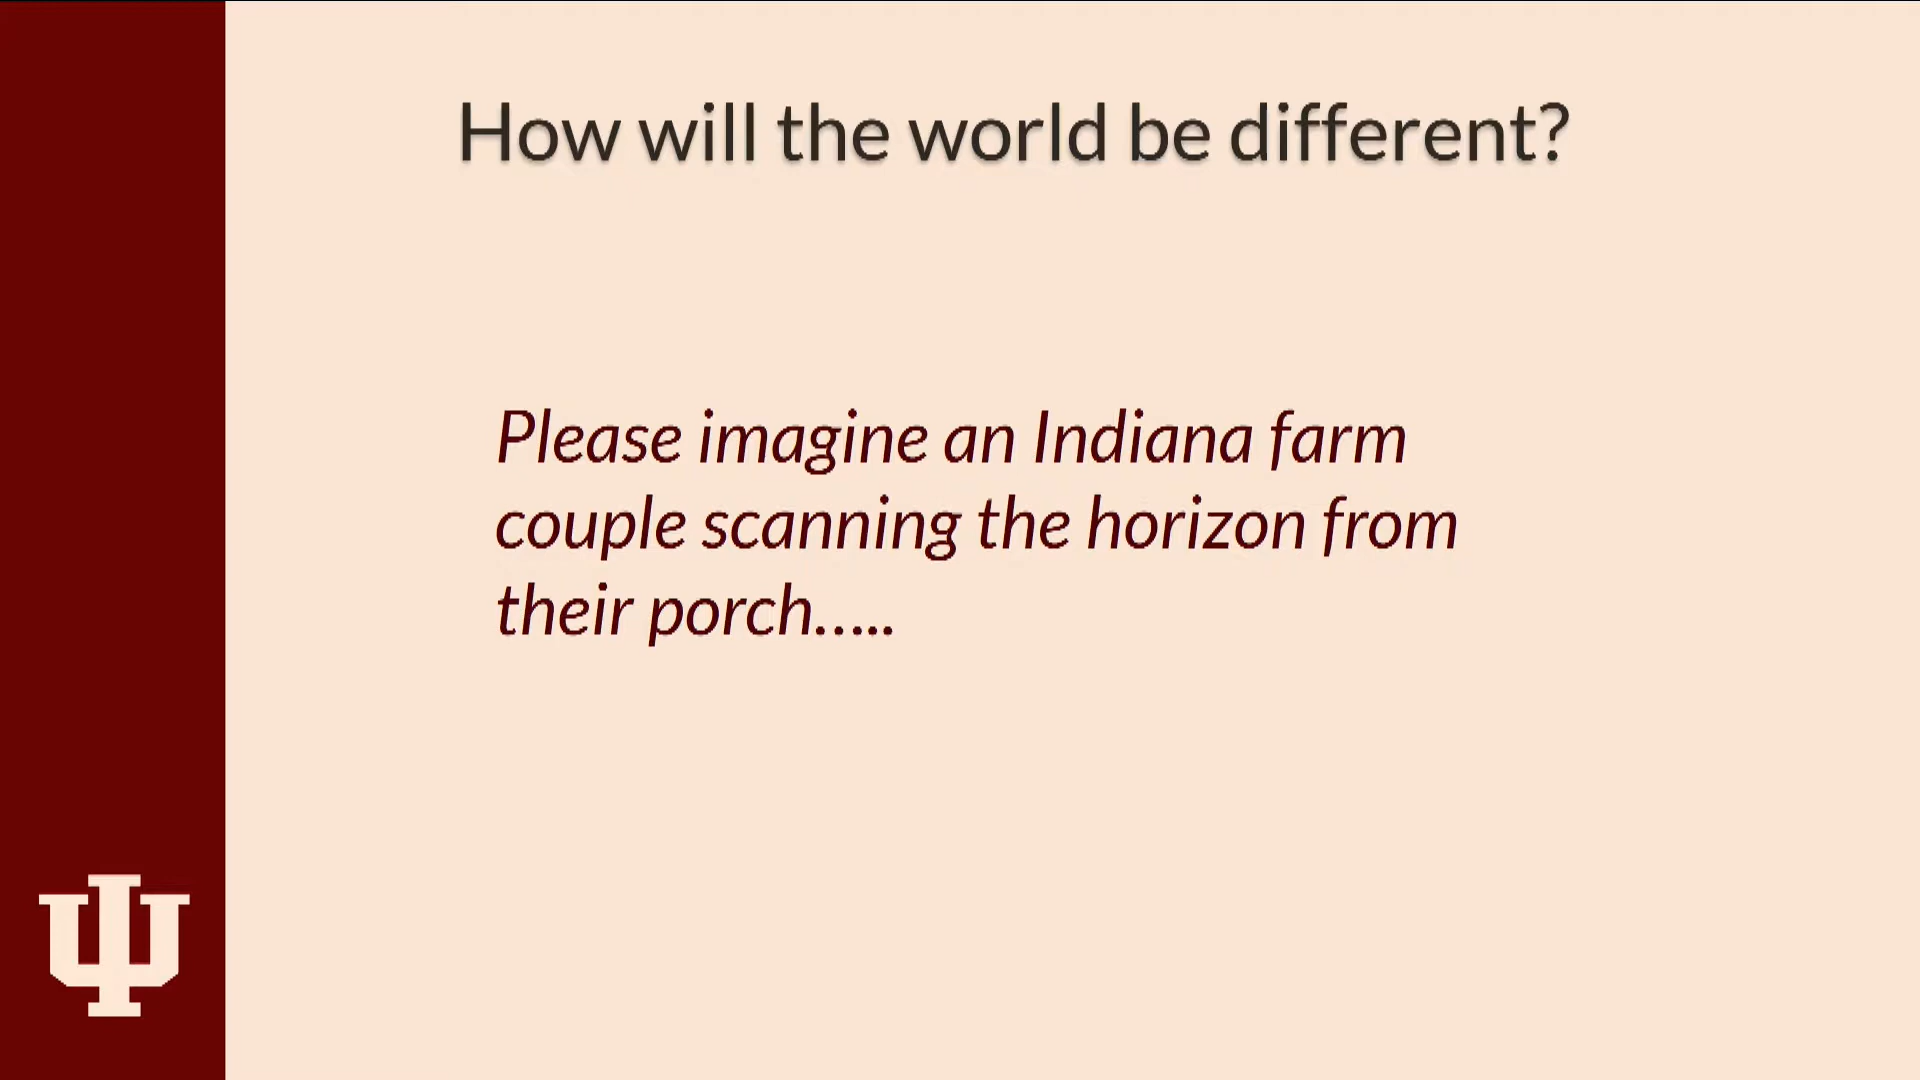 How will the world be different?
Please imagine an Indiana farm
couple scanning the horizon from
their porch…..